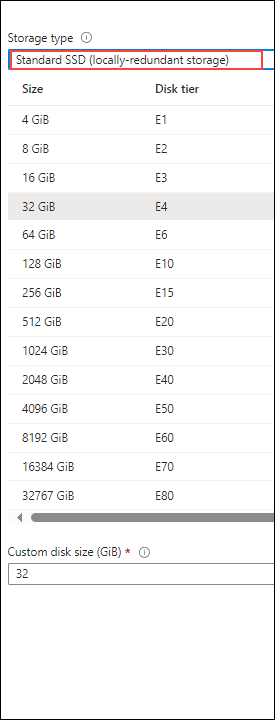 Storage type
Standard SSD (locally-redundant storage)
Size Disk tier
4 GiB E1
8 GiB E2
16 GiB E3
32 GiB E4
64 GiB E6
128 GiB E10
256 GiB E15
512 GiB E20
1024 GiB E30
2048 GiB E40
4096 GiB E50
8192 GiB E60
16384 GiB E70
32767 GiB E80
Custom disk size (GiB) *
32